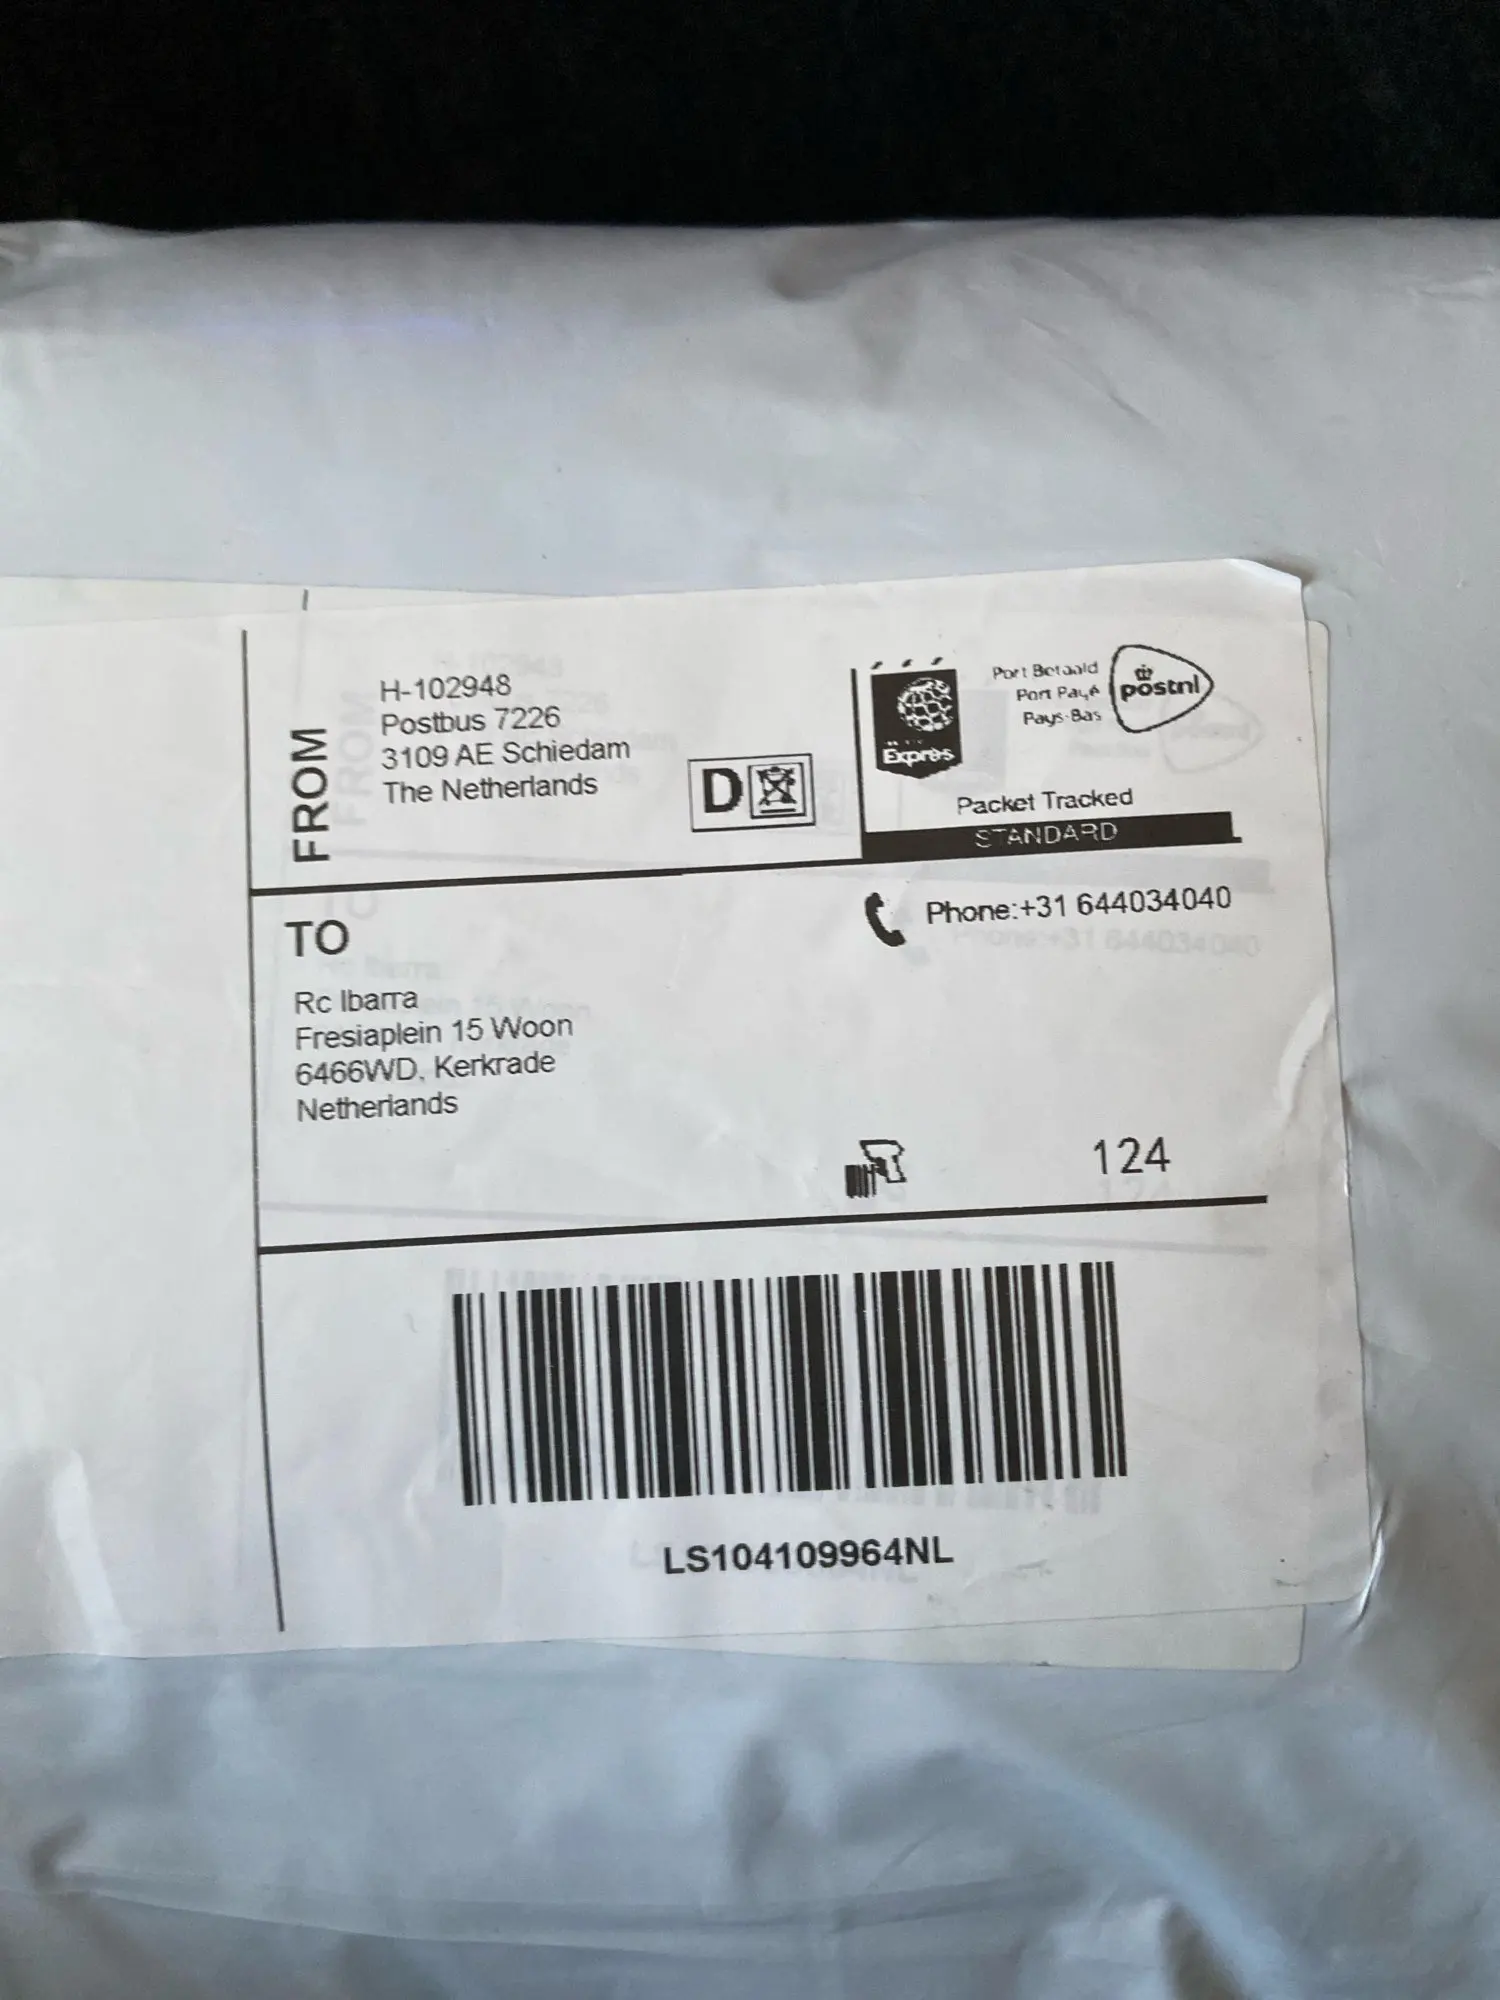 FROM
H-102948
Postbus 7226
3109 AE Schiedam
The Netherlands
D
Exprès
Port Betaald
Port Payé
Pays-Bas
postnl
Packet Tracked
STANDARD
TO
Phone:+31 644034040
Rc Ibarra
Fresiaplein 15 Woon
6466WD, Kerkrade
Netherlands
124
LS104109964NL